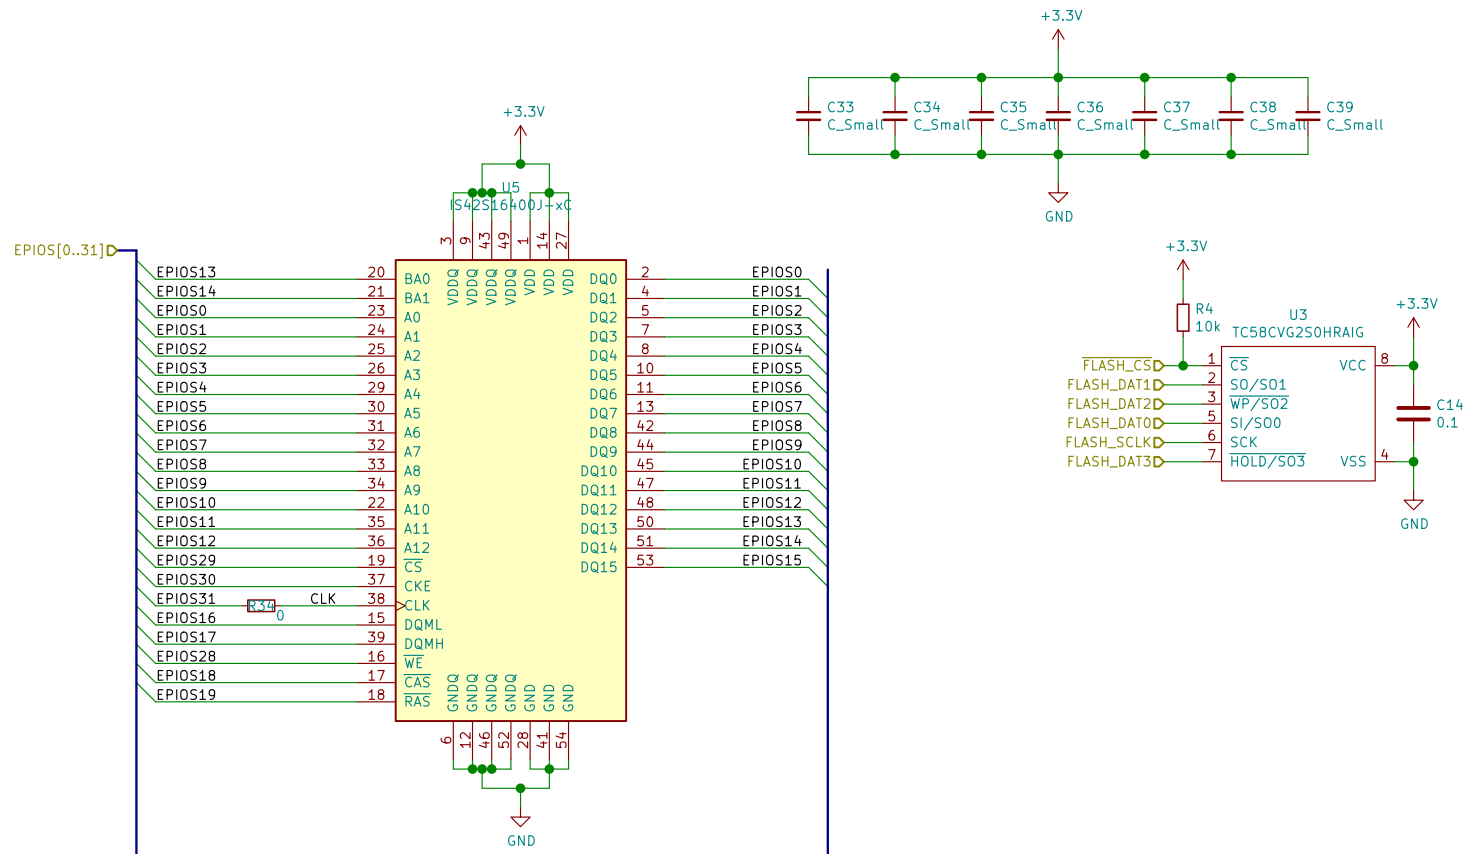 +3.3V
C33
C_Small
C34
C_Small
C35
C_Small
C36
C_Small
C37
C_Small
C38
C_Small
C39
C_Small
GND
+3.3V
U5
IS42S16400J-xC
3
9
43
49
1
14
27
VDDQ
VDDQ
VDDQ
VDDQ
VDD
VDD
VDD
EPIOS[0..31]
EPIOS13 20 BA0
EPIOS14 21 BA1
EPIOS0 23 A0
EPIOS1 24 A1
EPIOS2 25 A2
EPIOS3 26 A3
EPIOS4 29 A4
EPIOS5 30 A5
EPIOS6 31 A6
EPIOS7 32 A7
EPIOS8 33 A8
EPIOS9 34 A9
EPIOS10 22 A10
EPIOS11 35 A11
EPIOS12 36 A12
EPIOS29 19 CS
EPIOS30 37 CKE
EPIOS31 R34 0 CLK 38 CLK
EPIOS16 15 DQML
EPIOS17 39 DQMH
EPIOS28 16 WE
EPIOS18 17 CAS
EPIOS19 18 RAS
DQ0 2 EPIOS0
DQ1 4 EPIOS1
DQ2 5 EPIOS2
DQ3 7 EPIOS3
DQ4 8 EPIOS4
DQ5 10 EPIOS5
DQ6 11 EPIOS6
DQ7 13 EPIOS7
DQ8 42 EPIOS8
DQ9 44 EPIOS9
DQ10 45 EPIOS10
DQ11 47 EPIOS11
DQ12 48 EPIOS12
DQ13 50 EPIOS13
DQ14 51 EPIOS14
DQ15 53 EPIOS15
GNDQ
GNDQ
GNDQ
GNDQ
GND
GND
GND
6
12
46
52
28
41
54
GND
+3.3V
R4
10k
U3
TC58CVG2S0HRAIG
+3.3V
FLASH_CS 1 CS
FLASH_DAT1 2 SO/SO1
FLASH_DAT2 3 WP/SO2
FLASH_DAT0 5 SI/SO0
FLASH_SCLK 6 SCK
FLASH_DAT3 7 HOLD/SO3
VCC 8
VSS 4
C14
0.1
GND